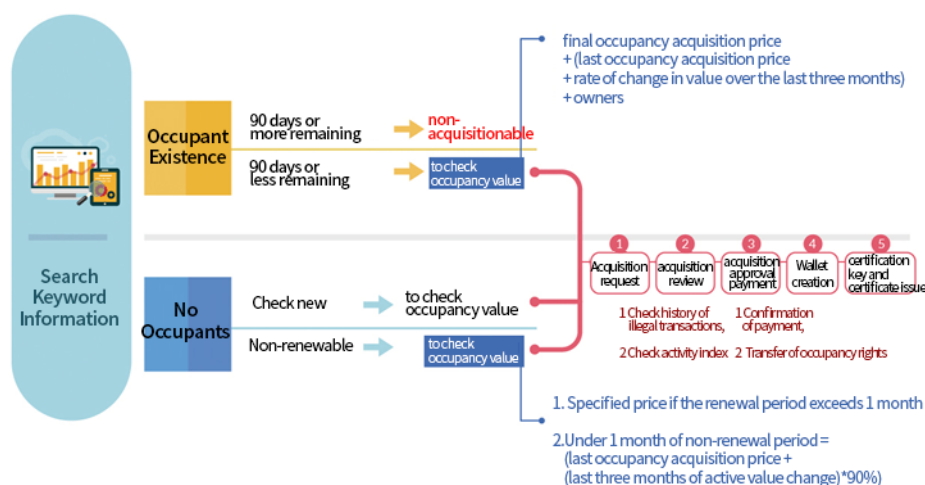 Search
Keyword
Information
Occupant
Existence
90 days or
more remaining
non-
acquisitionable
90 days or
less remaining
to check
occupancy value
final occupancy acquisition price
+ (last occupancy acquisition price
+ rate of change in value over the last three months)
+ owners
No
Occupants
Check new
to check
occupancy value
Non-renewable
to check
occupancy value
1
Acquisition
request
2
acquisition
review
3
acquisition
approval
payment
4
Wallet
creation
5
certification
key and
certificate issue
1 Check history of
illegal transactions,
2 Check activity index
1 Confirmation
of payment,
2 Transfer of occupancy rights
1. Specified price if the renewal period exceeds 1 month
2.Under 1 month of non-renewal period =
(last occupancy acquisition price +
(last three months of active value change)*90%)